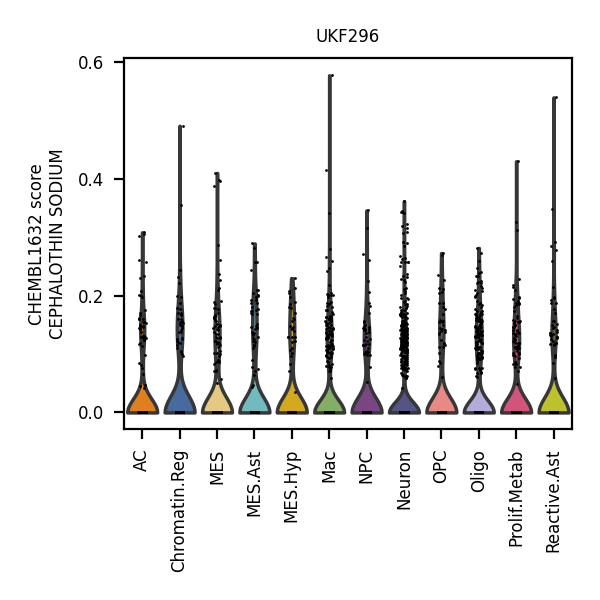 UKF296
CHEMBL1632 score
CEPHALOTHIN SODIUM
0.6
0.4
0.2
0.0
AC
Chromatin.Reg
MES
MES.Ast
MES.Hyp
Mac
NPC
Neuron
OPC
Oligo
Prolif.Metab
Reactive.Ast